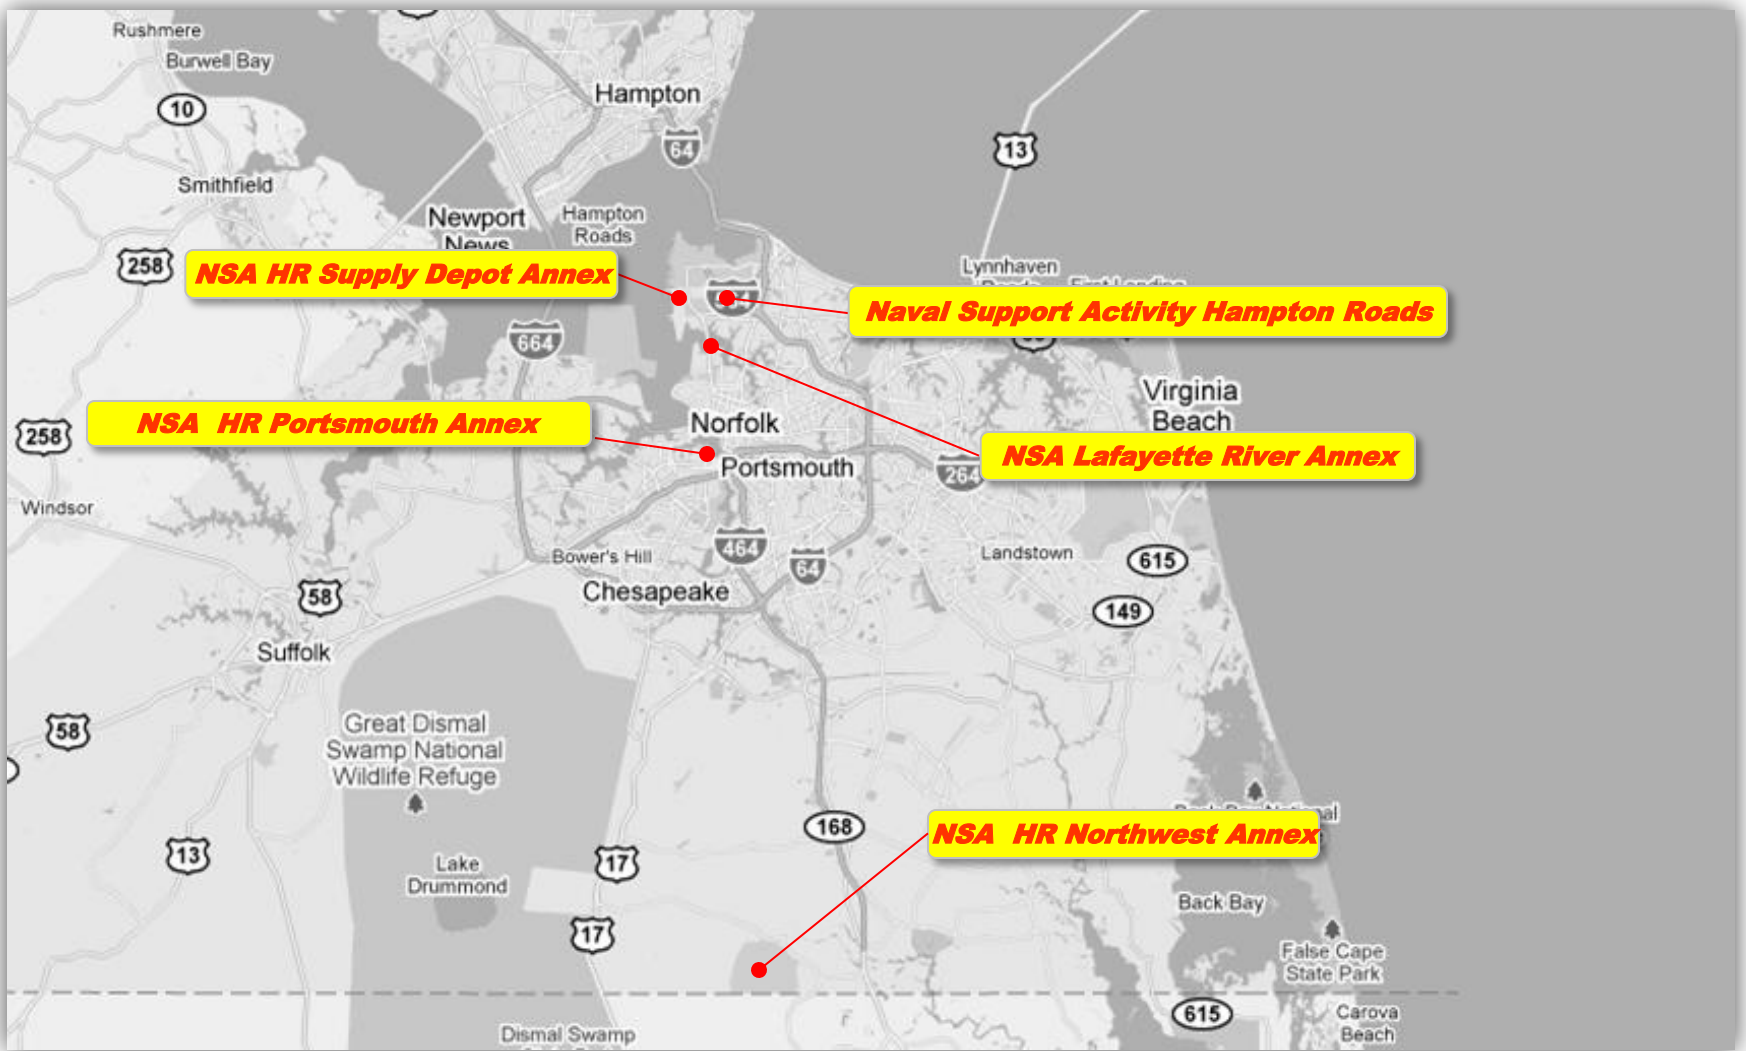 Rushmere
Burwell Bay
10
Hampton
64
13
Smithfield
Newport
News
Hampton
Roads
258
Lynnhaven
NSA HR Supply Depot Annex
Naval Support Activity Hampton Roads
664
Virginia
Beach
NSA  HR Portsmouth Annex
Norfolk
258
NSA Lafayette River Annex
Portsmouth
264
Windsor
464
Bower's Hill
64
Landstown
615
Chesapeake
58
149
Suffolk
58
Great Dismal
Swamp National
Wildlife Refuge
168
NSA  HR Northwest Annex
13
17
Lake
Drummond
Back Bay
17
False Cape
State Park
615
Carova
Beach
Dismal Swamp